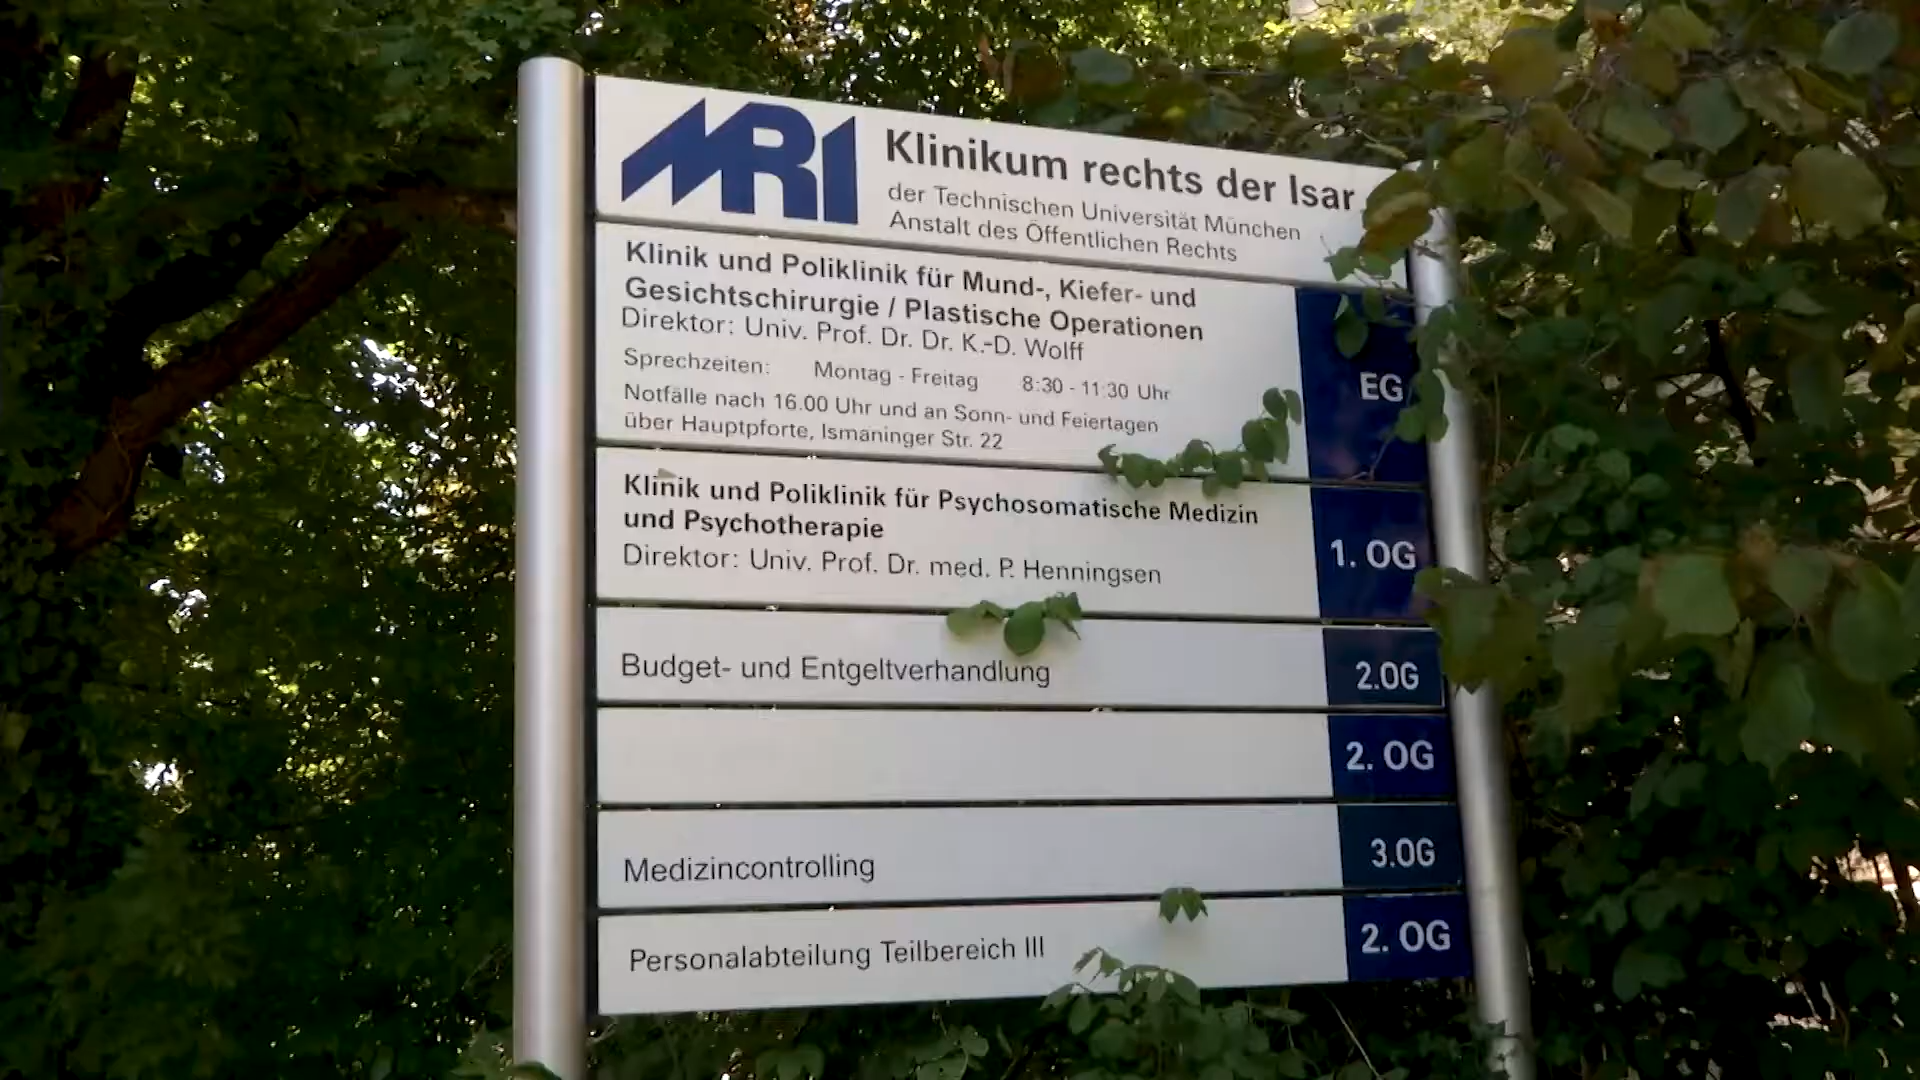 MRI
Klinikum rechts der Isar
der Technischen Universität München
Anstalt des Öffentlichen Rechts
Klinik und Poliklinik für Mund-, Kiefer- und
Gesichtschirurgie / Plastische Operationen
Direktor: Univ. Prof. Dr. Dr. K.-D. Wolff
Sprechzeiten: Montag - Freitag 8:30 - 11:30 Uhr
Notfälle nach 16.00 Uhr und an Sonn- und Feiertagen
über Hauptpforte, Ismaninger Str. 22
EG
Klinik und Poliklinik für Psychosomatische Medizin
und Psychotherapie
Direktor: Univ. Prof. Dr. med. P. Henningsen
1. OG
Budget- und Entgeltverhandlung 2.OG
2. OG
Medizincontrolling 3.OG
Personalabteilung Teilbereich III 2. OG